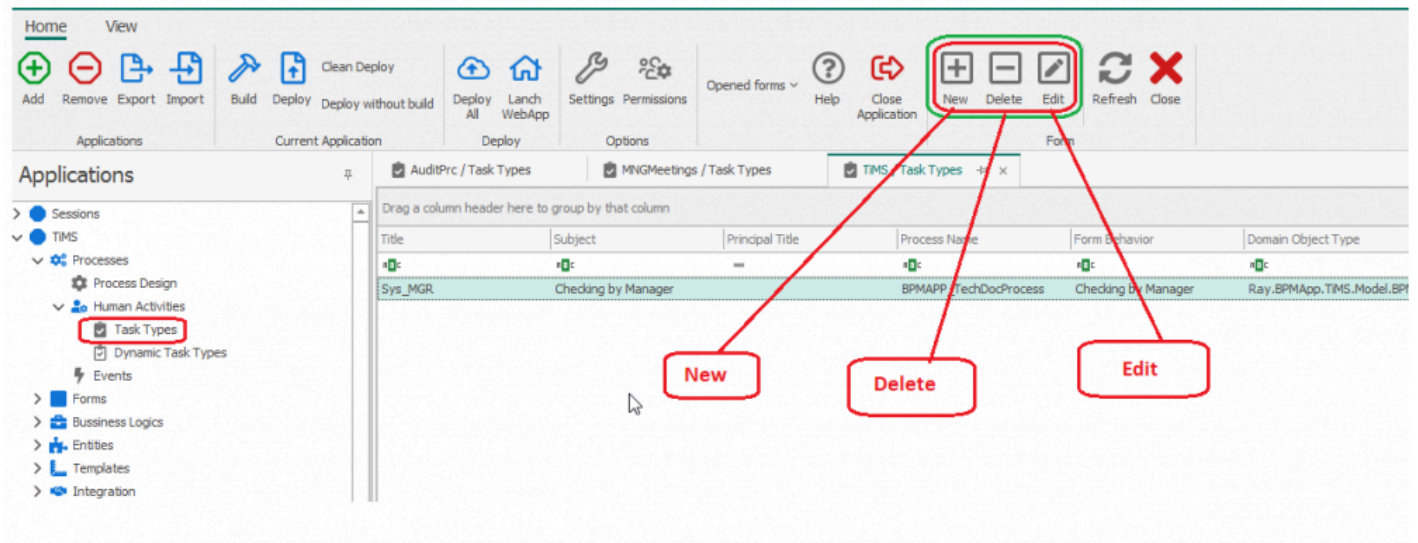 Home View
Add Remove Export Import Build Deploy Clean Deploy Deploy without build Deploy All Lanch WebApp Settings Permissions Opened forms Help Close Application New Delete Edit Refresh Close
Applications Current Application Deploy Options Form
Applications
AuditPrc / Task Types MNGMeetings / Task Types TiMS / Task Types
Drag a column header here to group by that column
Title Subject Principal Title Process Name Form Behavior Domain Object Type
Sys_MGR Checking by Manager BPMAPP_TechDocProcess Checking by Manager Ray.BPMApp.TiMS.Model.BPM
Sessions
TiMS
Processes
Process Design
Human Activities
Task Types
Dynamic Task Types
Events
Forms
Bussiness Logics
Entities
Templates
Integration
New
Delete
Edit